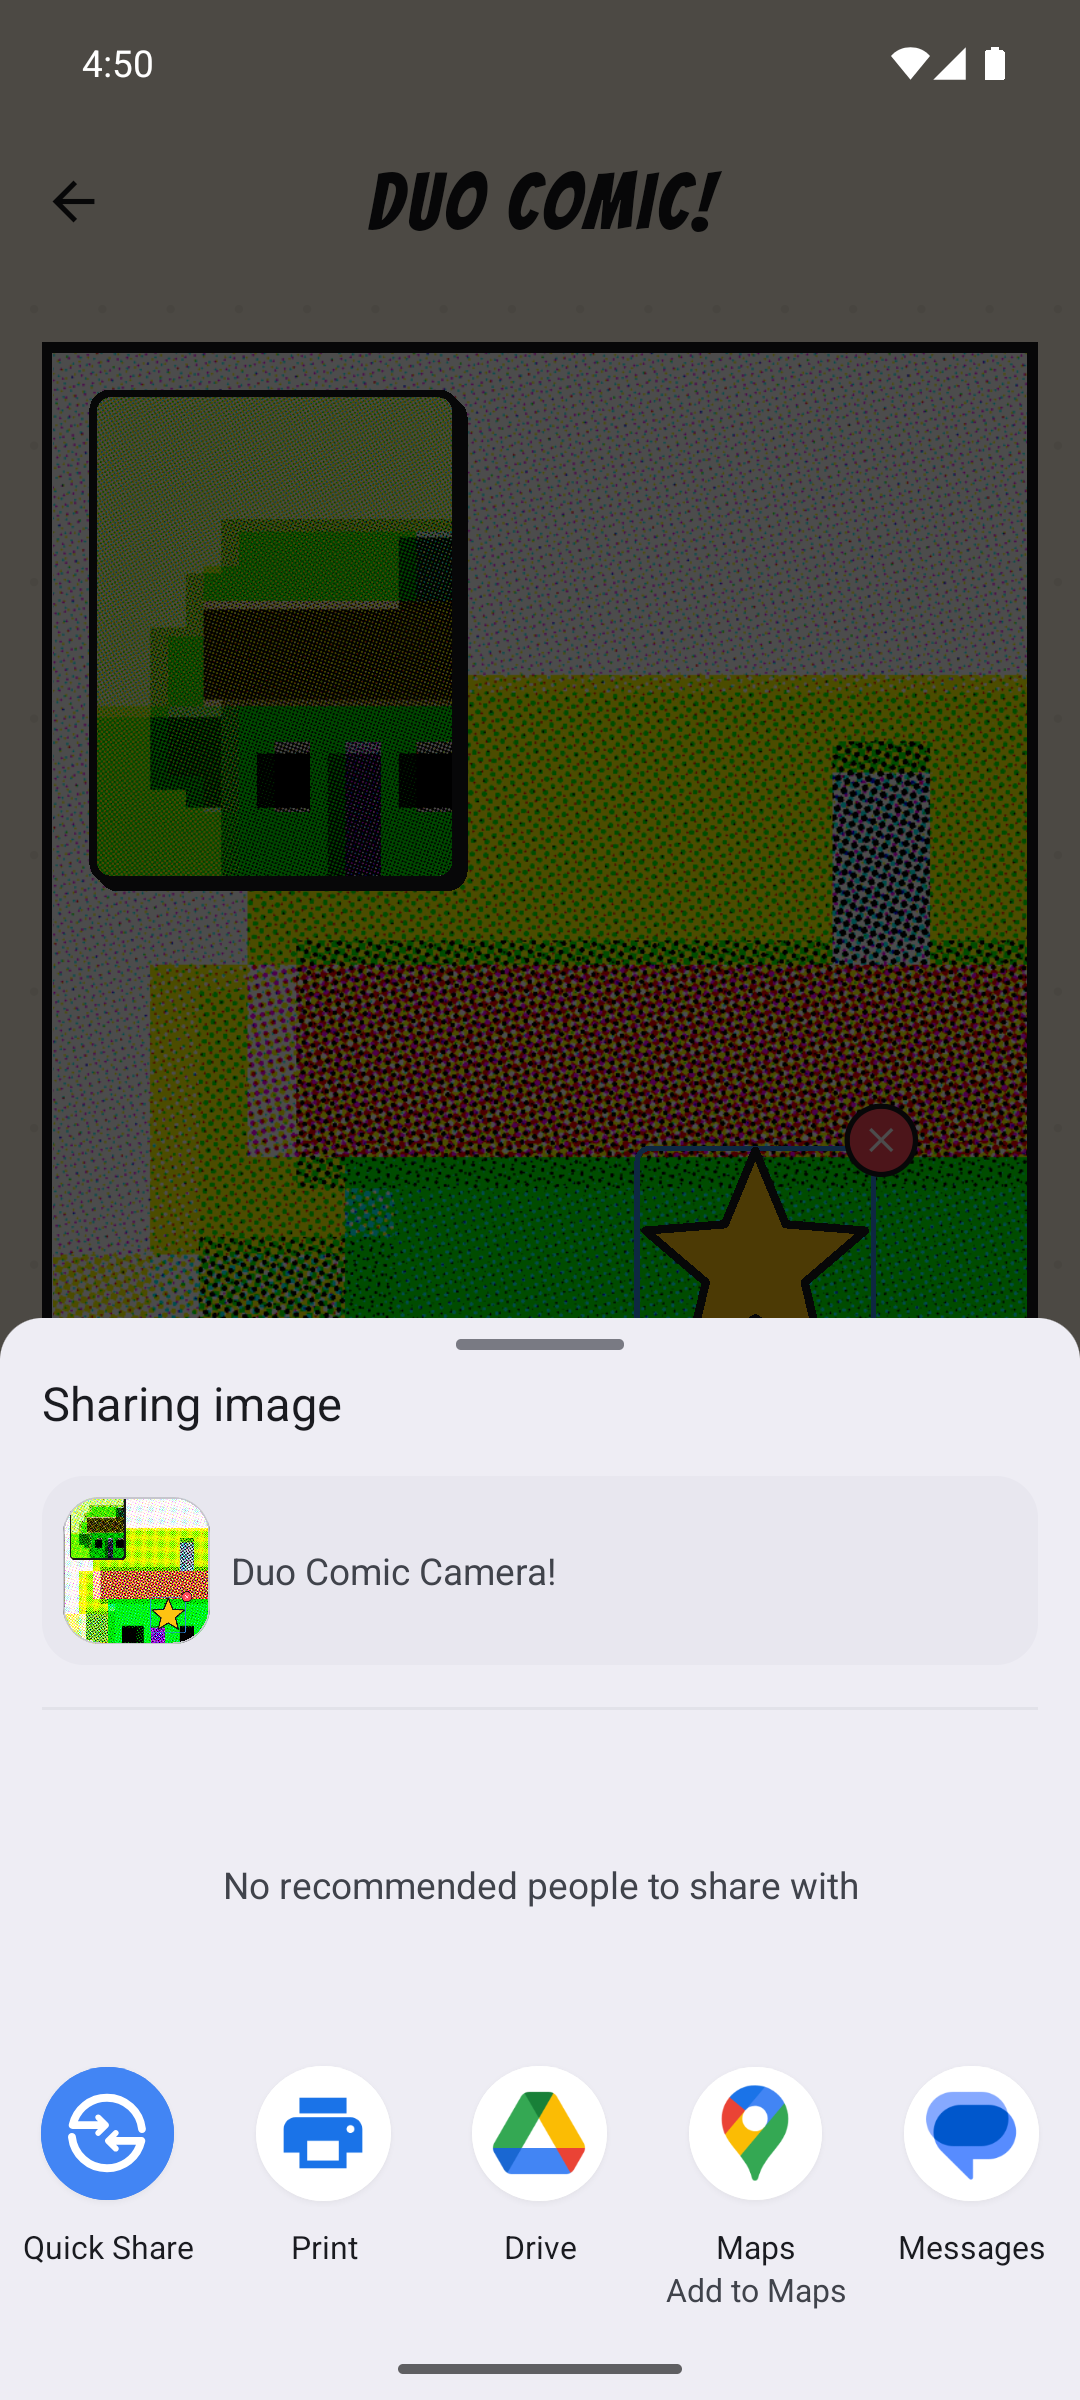 4:50
DUO COMIC!
Sharing image
Duo Comic Camera!
No recommended people to share with
Quick Share
Print
Drive
Maps
Add to Maps
Messages